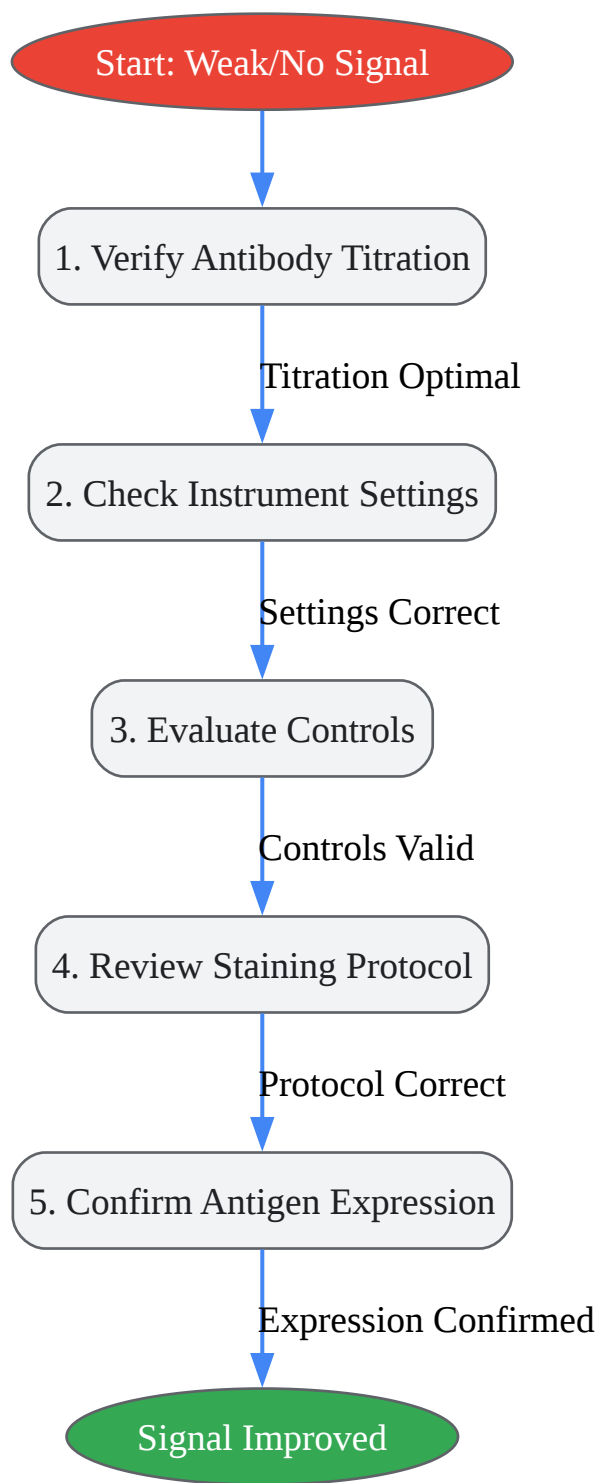 Start: Weak/No Signal
1. Verify Antibody Titration
Titration Optimal
2. Check Instrument Settings
Settings Correct
3. Evaluate Controls
Controls Valid
4. Review Staining Protocol
Protocol Correct
5. Confirm Antigen Expression
Expression Confirmed
Signal Improved